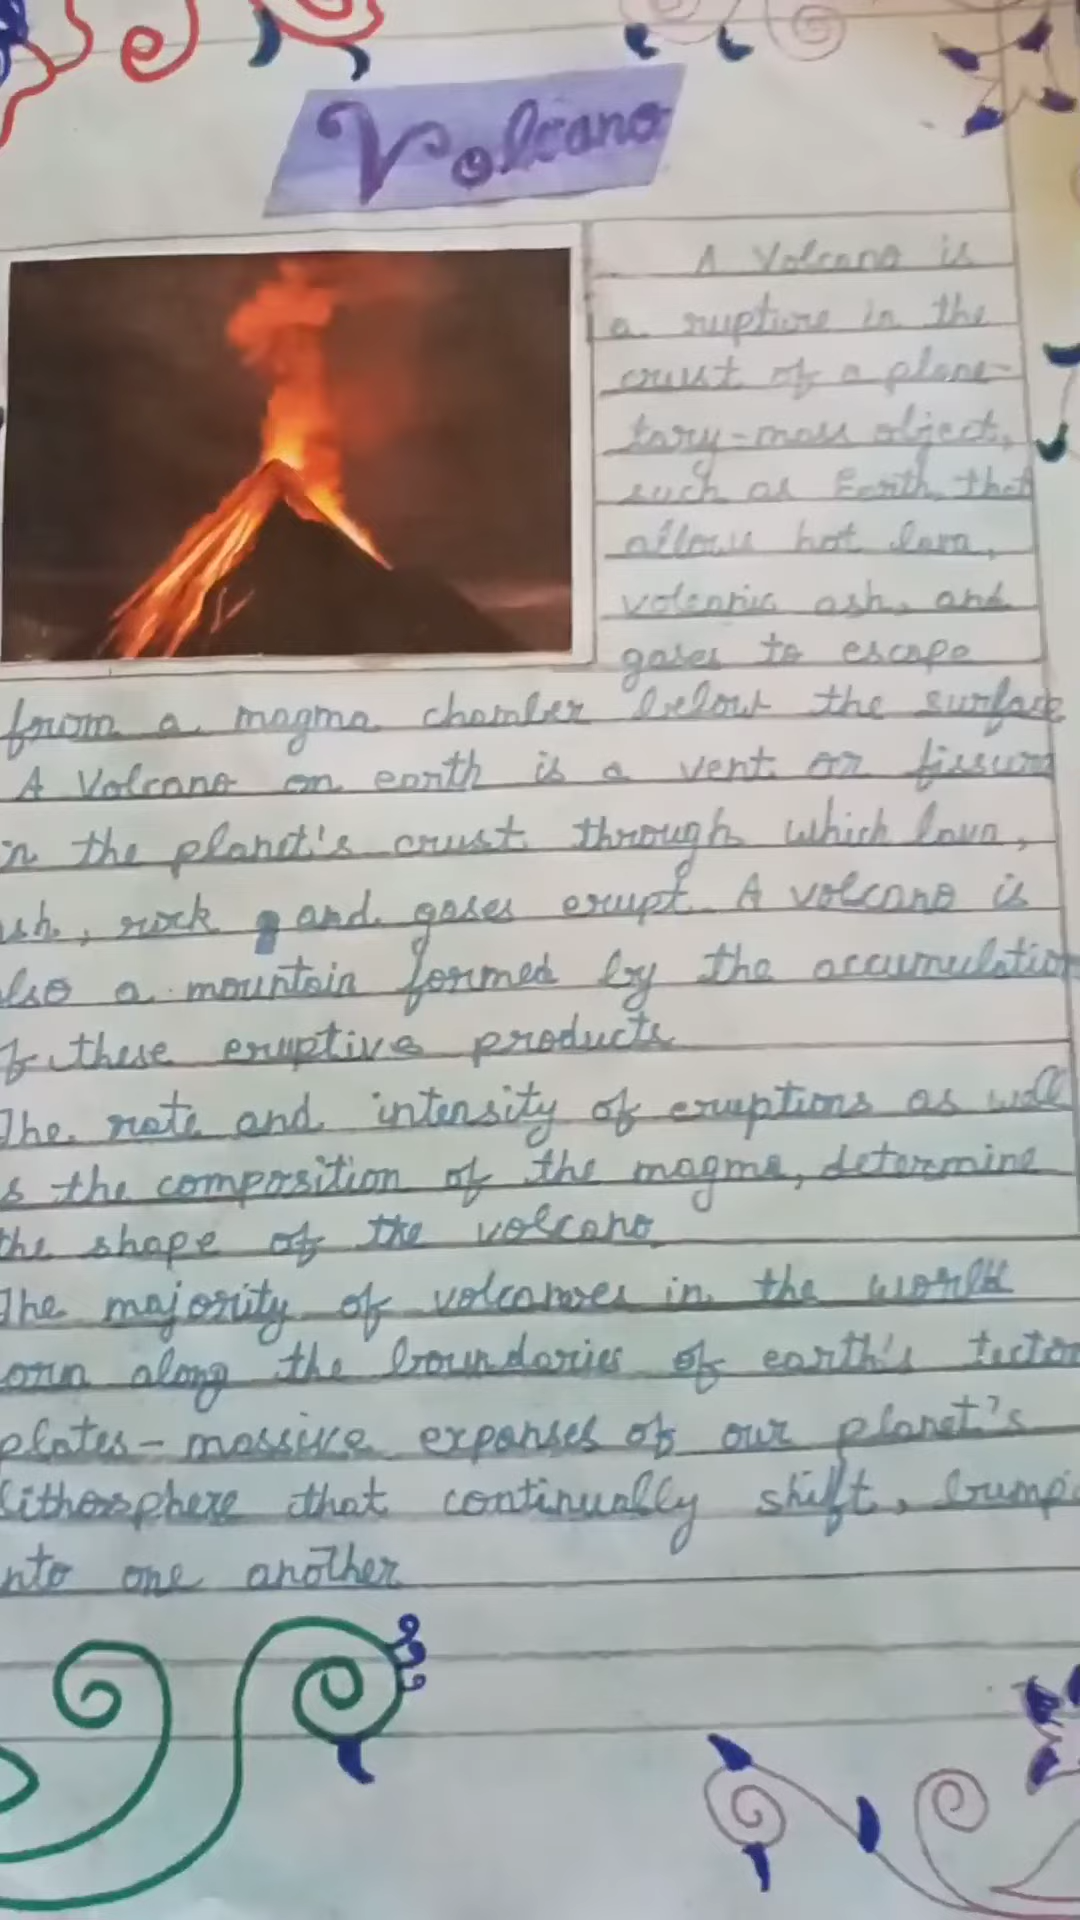 Volcano
A Volcano is
a rupture in the
crust of a plane-
tary-mass object,
such as Earth, that
allows hot lava,
volcanic ash, and
gases to escape
from a magma chamber below the surface
A Volcano on earth is a vent or fissure
in the planet's crust through which lava,
ash, rock, and gases erupt. A volcano is
also a mountain formed by the accumulation
of these eruptive products
The rate and intensity of eruptions as well
as the composition of the magma, determine
the shape of the volcano
The majority of volcanoes in the world
form along the boundaries of earth's tecton
plates- massive expanses of our planet's
lithosphere that continually shift, bump
into one another